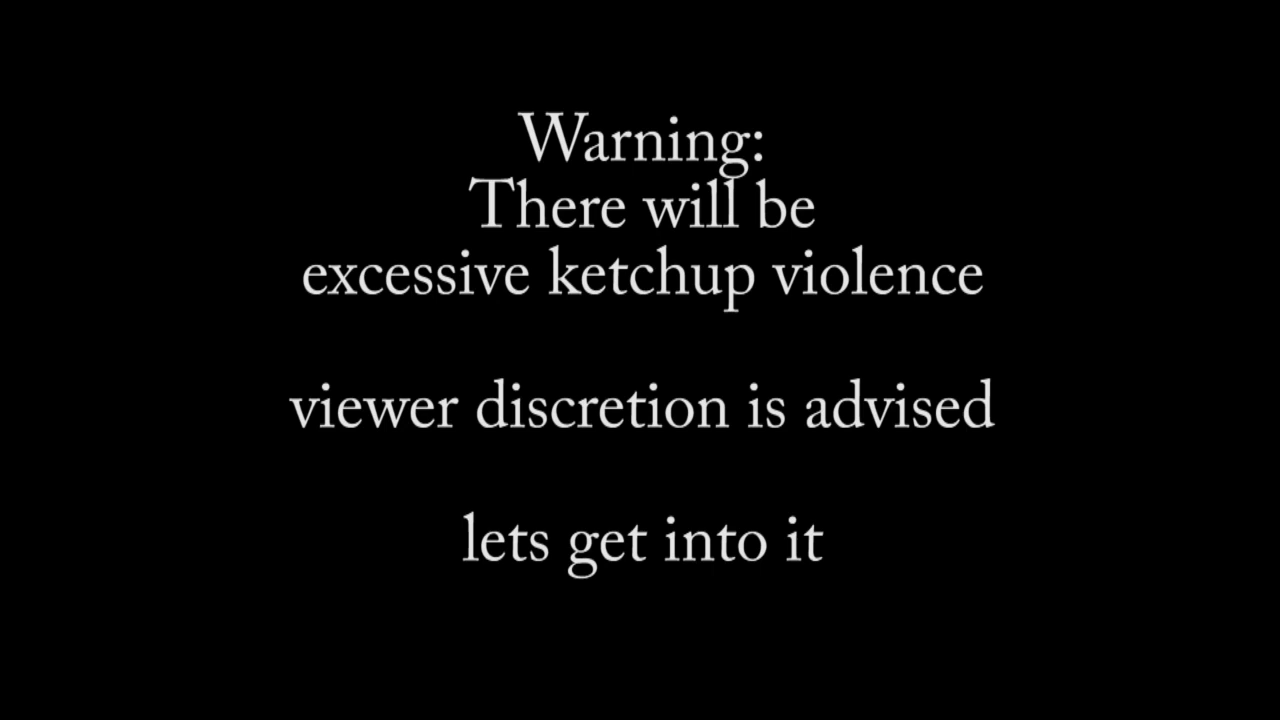 Warning:
There will be
excessive ketchup violence
viewer discretion is advised
lets get into it